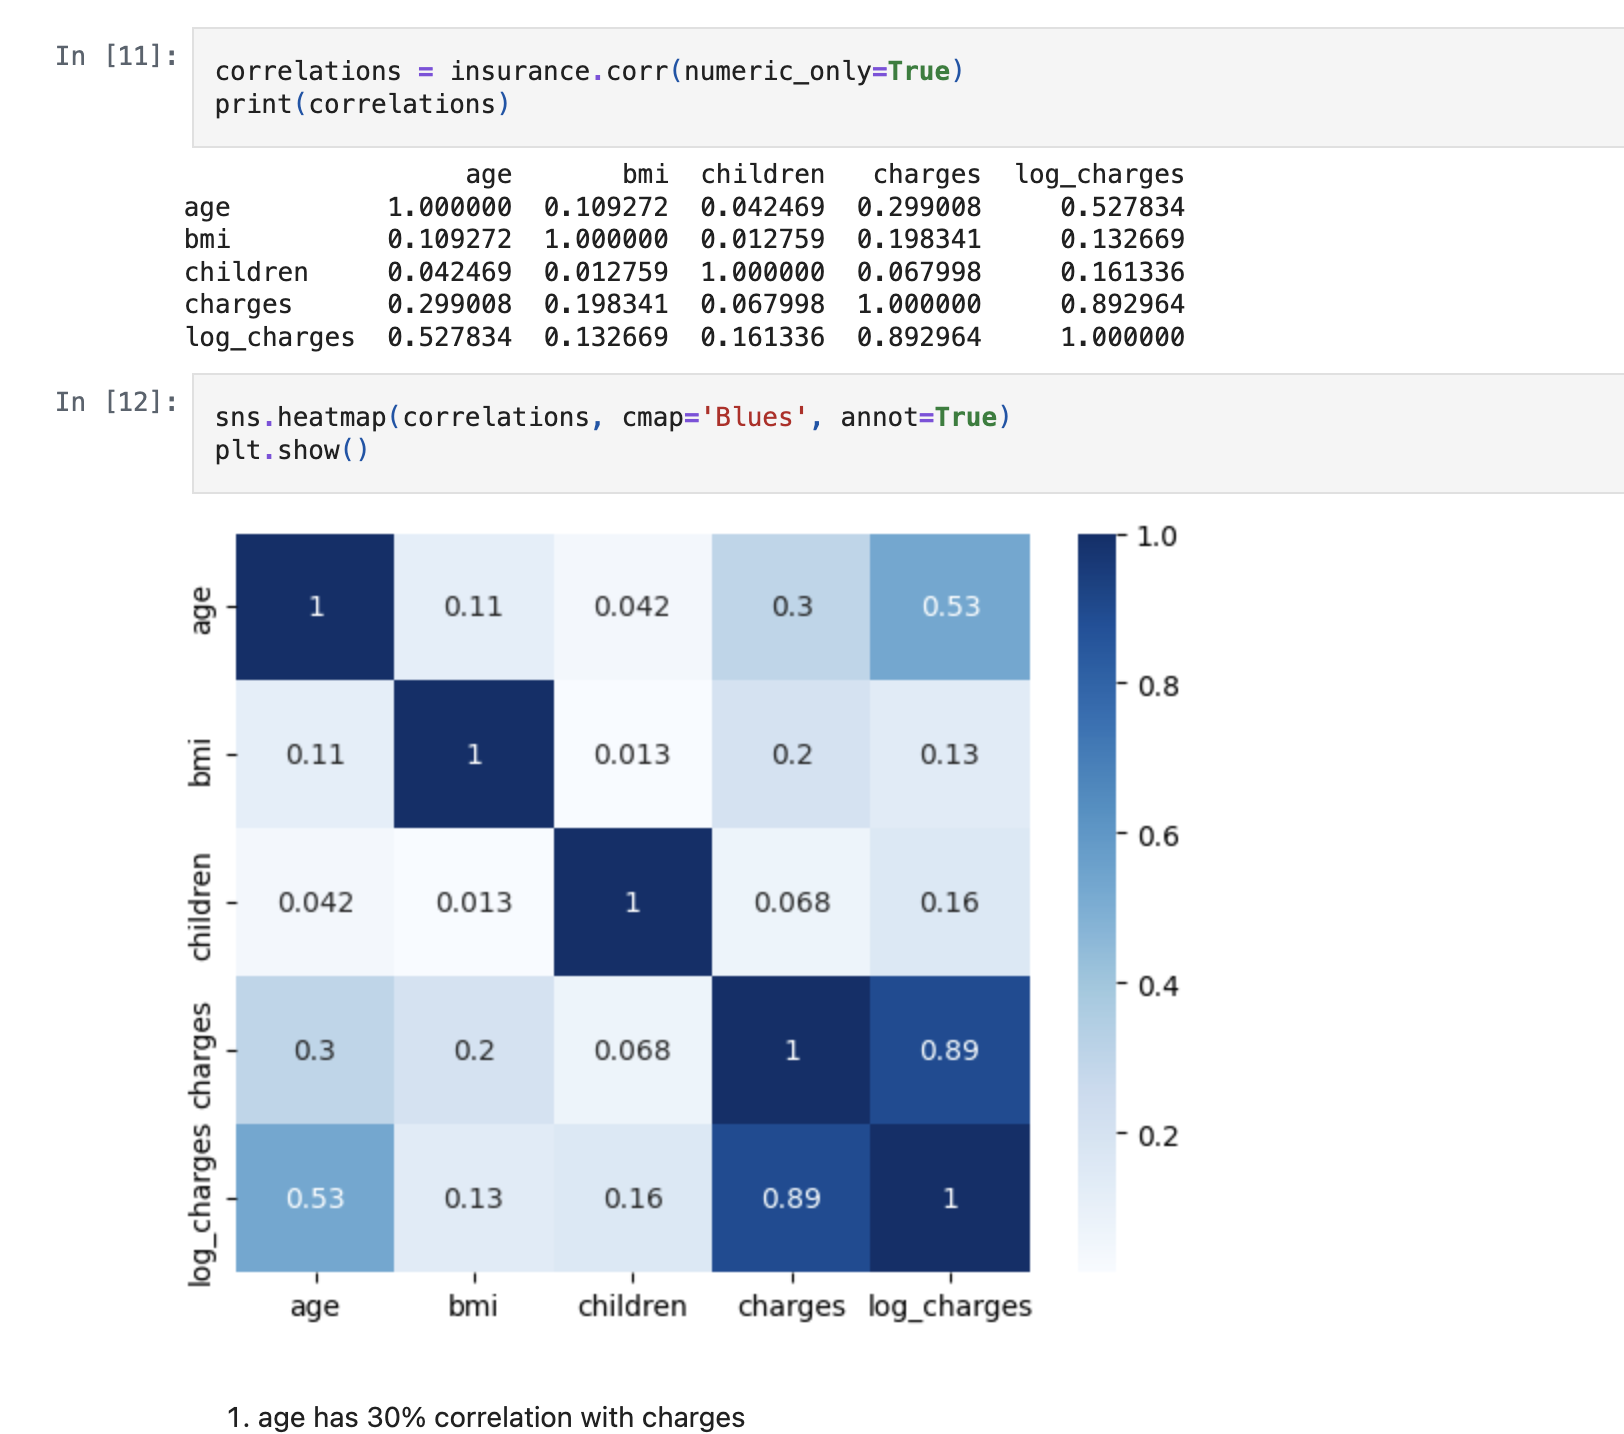 In [11]:
correlations = insurance.corr(numeric_only=True)
print(correlations)
age bmi children charges log_charges
age 1.000000 0.109272 0.042469 0.299008 0.527834
bmi 0.109272 1.000000 0.012759 0.198341 0.132669
children 0.042469 0.012759 1.000000 0.067998 0.161336
charges 0.299008 0.198341 0.067998 1.000000 0.892964
log_charges 0.527834 0.132669 0.161336 0.892964 1.000000
In [12]:
sns.heatmap(correlations, cmap='Blues', annot=True)
plt.show()
age 1 0.11 0.042 0.3 0.53
bmi 0.11 1 0.013 0.2 0.13
children 0.042 0.013 1 0.068 0.16
charges 0.3 0.2 0.068 1 0.89
log_charges 0.53 0.13 0.16 0.89 1
age bmi children charges log_charges
1.0
0.8
0.6
0.4
0.2
1. age has 30% correlation with charges